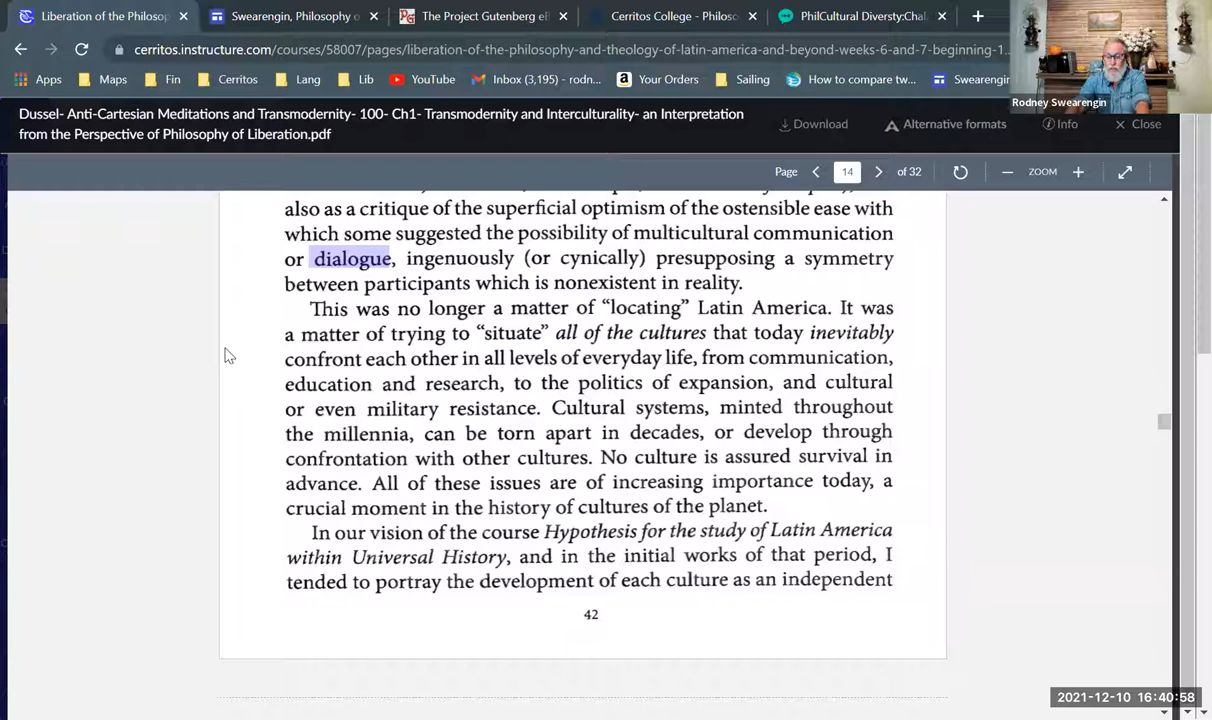 Liberation of the Philosop
Swearengin, Philosophy o
The Project Gutenberg eB
Cerritos College - Philoso
PhilCultural Diversty:Chal
cerritos.instructure.com/courses/58007/pages/liberation-of-the-philosophy-and-theology-of-latin-america-and-beyond-weeks-6-and-7-beginning-1...
Apps Maps Fin Cerritos Lang Lib YouTube Inbox (3,195) - rodn... Your Orders Sailing How to compare tw... Swearengin
Rodney Swearengin
Dussel- Anti-Cartesian Meditations and Transmodernity- 100- Ch1- Transmodernity and Interculturality- an Interpretation
from the Perspective of Philosophy of Liberation.pdf
Download Alternative formats Info Close
Page 14 of 32 ZOOM
also as a critique of the superficial optimism of the ostensible ease with
which some suggested the possibility of multicultural communication
or dialogue, ingenuously (or cynically) presupposing a symmetry
between participants which is nonexistent in reality.
This was no longer a matter of “locating” Latin America. It was
a matter of trying to “situate” all of the cultures that today inevitably
confront each other in all levels of everyday life, from communication,
education and research, to the politics of expansion, and cultural
or even military resistance. Cultural systems, minted throughout
the millennia, can be torn apart in decades, or develop through
confrontation with other cultures. No culture is assured survival in
advance. All of these issues are of increasing importance today, a
crucial moment in the history of cultures of the planet.
In our vision of the course Hypothesis for the study of Latin America
within Universal History, and in the initial works of that period, I
tended to portray the development of each culture as an independent
42
2021-12-10 16:40:58